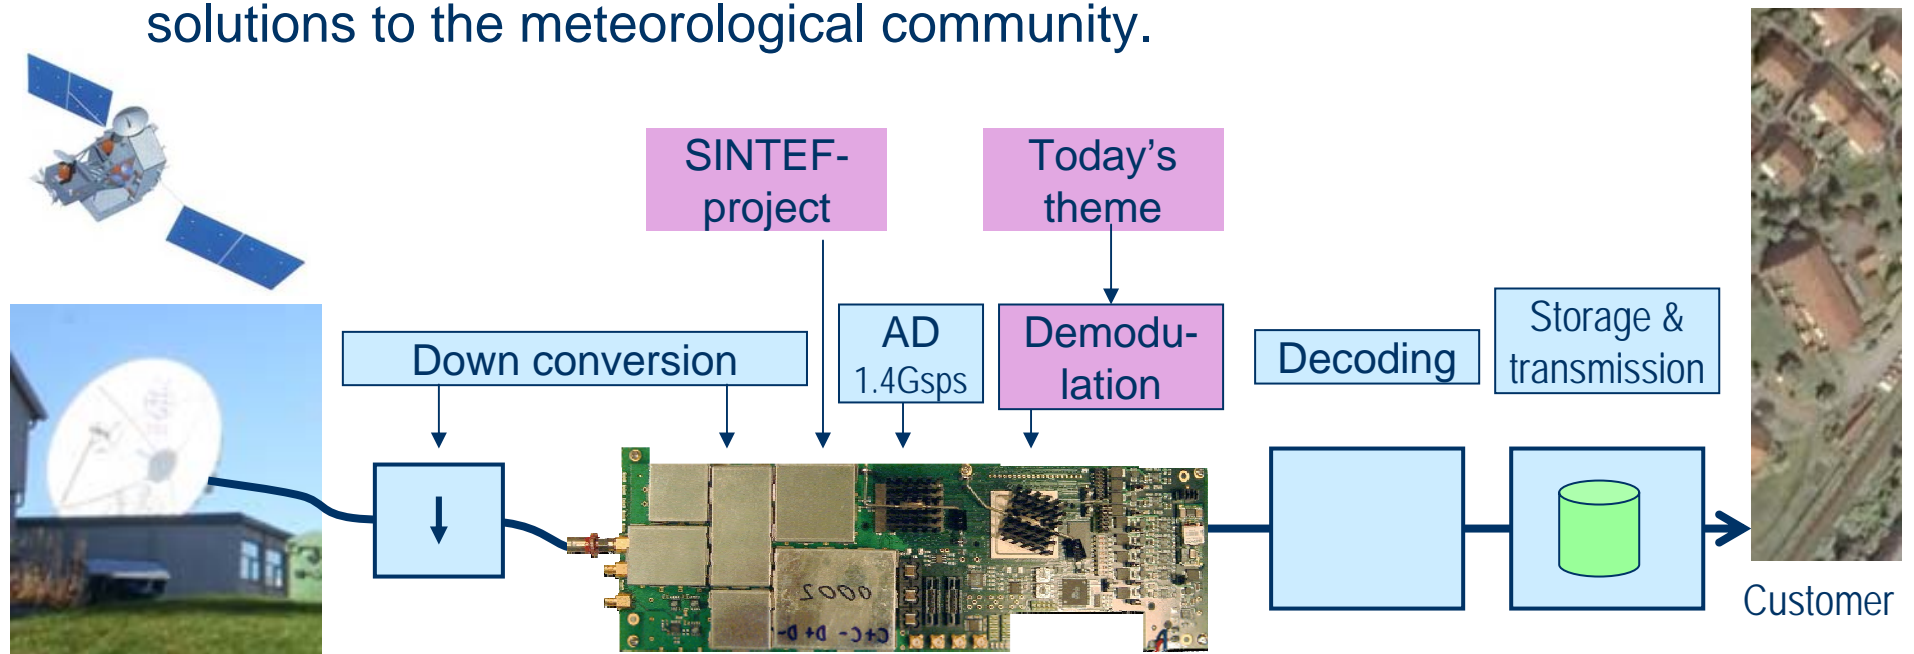 solutions to the meteorological community.
SINTEF-
project
Today's
theme
Down conversion
AD
1.4Gsps
Demodu-
lation
Decoding
Storage &
transmission
0002
C+C- D+D-
Customer